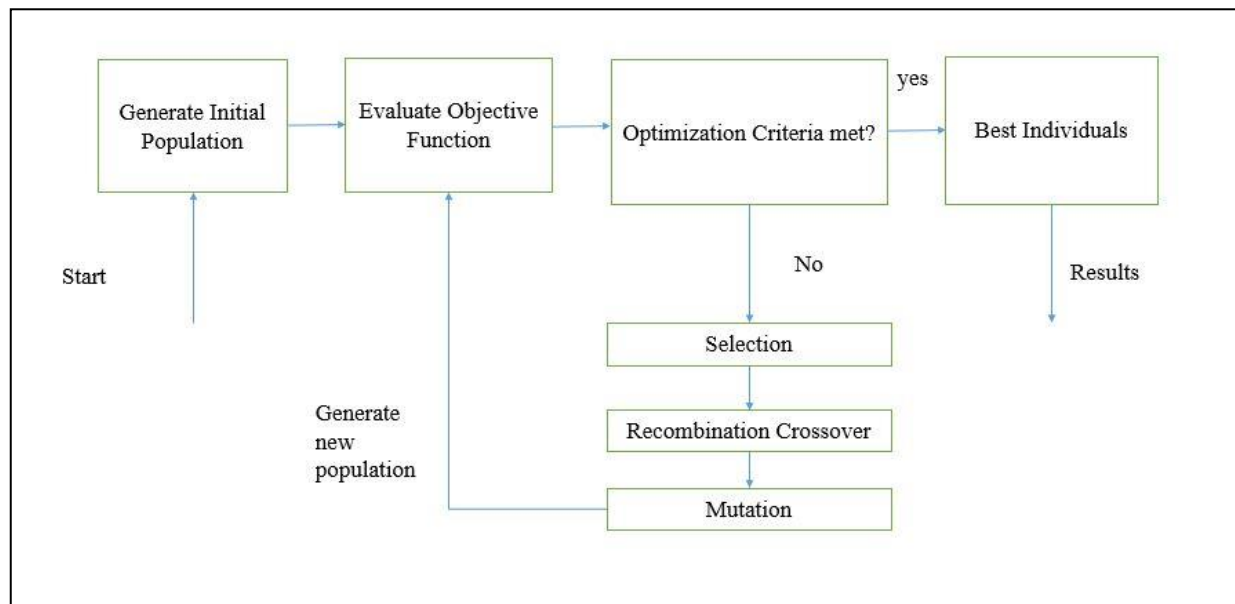 Generate Initial
Population
Evaluate Objective
Function
Optimization Criteria met?
yes
Best Individuals
Start
No
Results
Selection
Recombination Crossover
Mutation
Generate
new
population